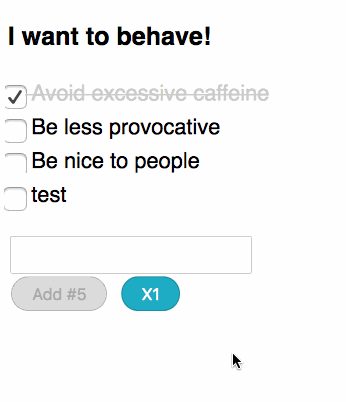 I want to behave!
Avoid excessive caffeine
Be less provocative
Be nice to people
test
Add #5 X1